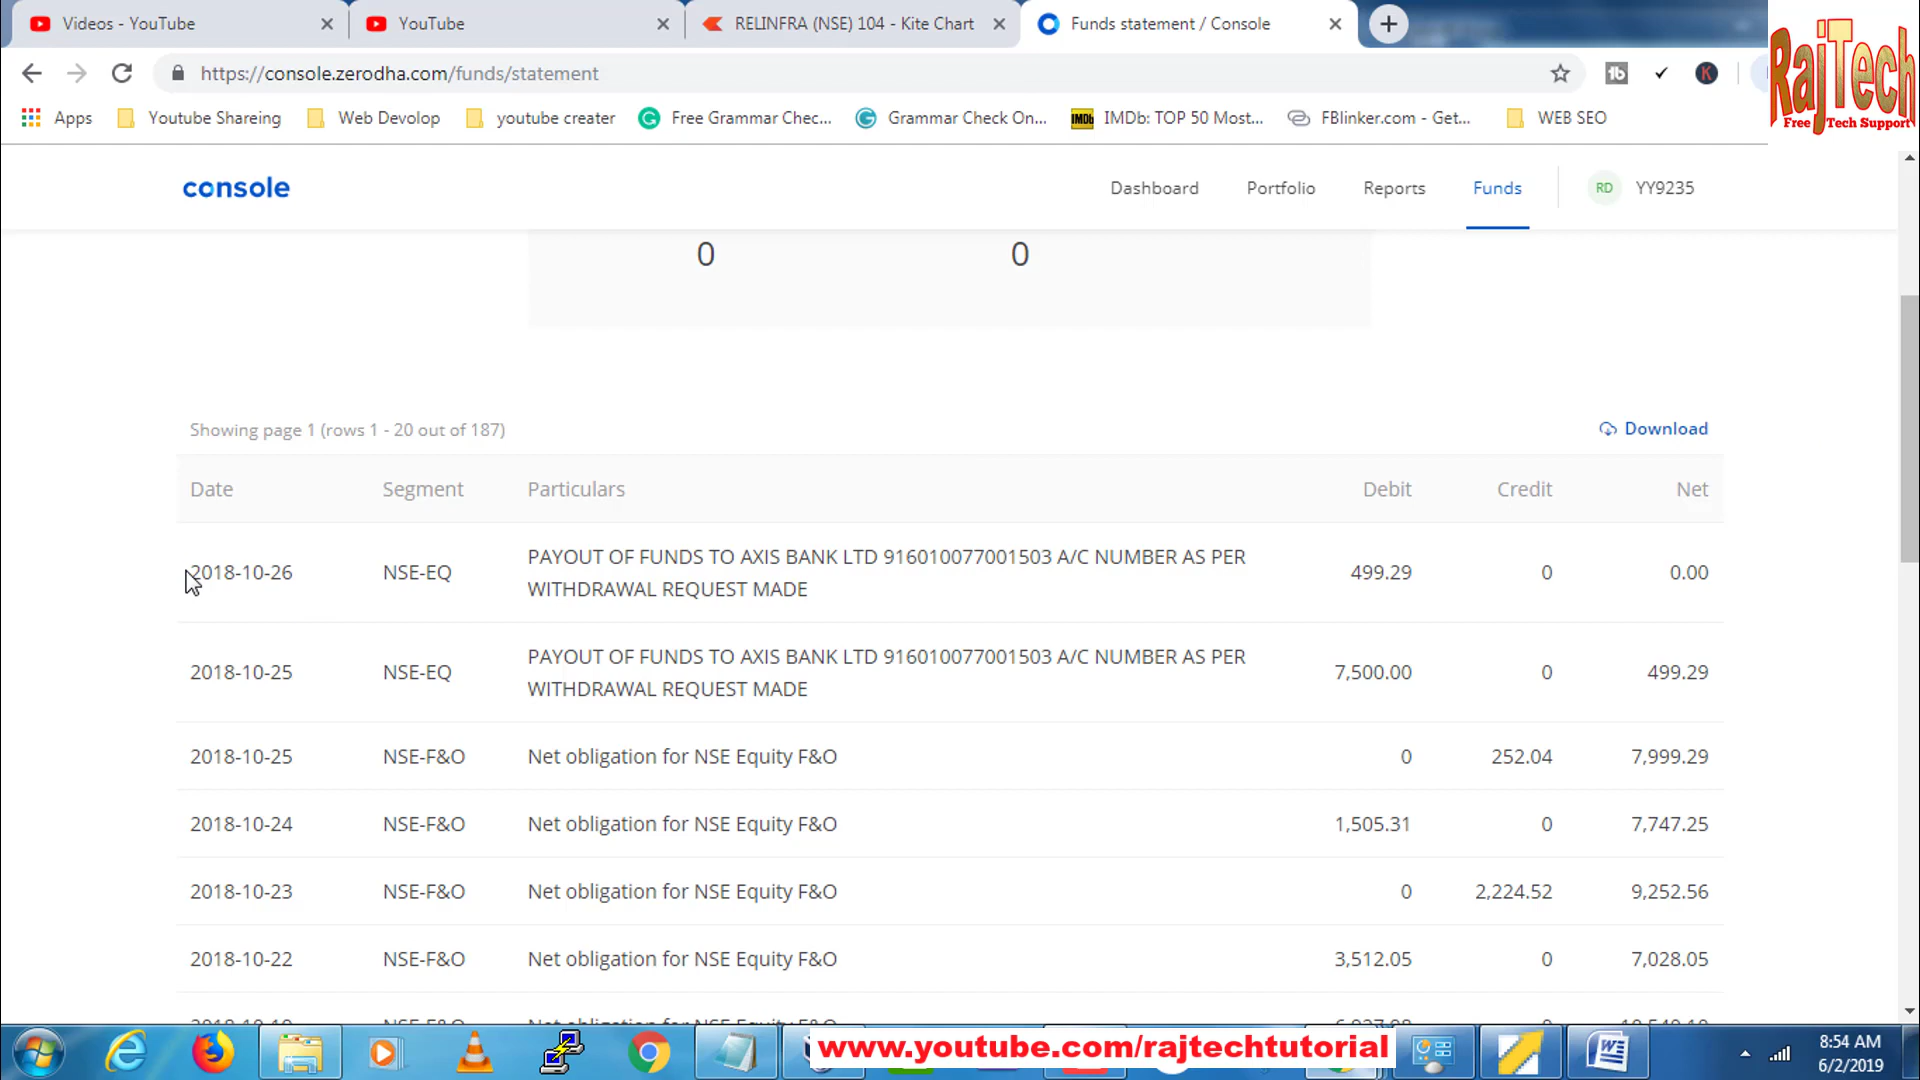 Videos - YouTube
YouTube
RELINFRA (NSE) 104 - Kite Chart
Funds statement / Console
https://console.zerodha.com/funds/statement
Apps
Youtube Shareing
Web Devolop
youtube creater
Free Grammar Chec...
Grammar Check On...
IMDb
IMDb: TOP 50 Most...
FBlinker.com - Get...
WEB SEO
RajTech
Free Tech Support
console
Dashboard
Portfolio
Reports
Funds
RD
YY9235
0 0
Showing page 1 (rows 1 - 20 out of 187)
Download
Date Segment Particulars Debit Credit Net
2018-10-26 NSE-EQ PAYOUT OF FUNDS TO AXIS BANK LTD 916010077001503 A/C NUMBER AS PER
WITHDRAWAL REQUEST MADE 499.29 0 0.00
2018-10-25 NSE-EQ PAYOUT OF FUNDS TO AXIS BANK LTD 916010077001503 A/C NUMBER AS PER
WITHDRAWAL REQUEST MADE 7,500.00 0 499.29
2018-10-25 NSE-F&O Net obligation for NSE Equity F&O 0 252.04 7,999.29
2018-10-24 NSE-F&O Net obligation for NSE Equity F&O 1,505.31 0 7,747.25
2018-10-23 NSE-F&O Net obligation for NSE Equity F&O 0 2,224.52 9,252.56
2018-10-22 NSE-F&O Net obligation for NSE Equity F&O 3,512.05 0 7,028.05
www.youtube.com/rajtechtutorial
8:54 AM
6/2/2019